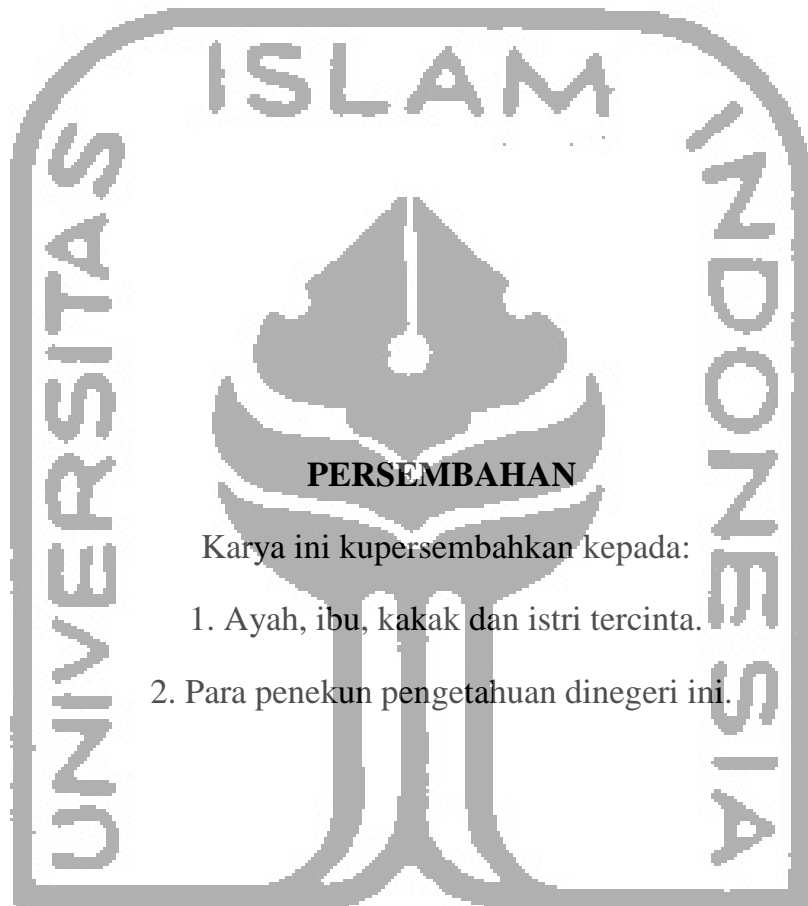 ISLAM
UNIVERSITAS
INDONESIA
PERSEMBAHAN
Karya ini kupersembahkan kepada:
1. Ayah, ibu, kakak dan istri tercinta.
2. Para penekun pengetahuan dinegeri ini.